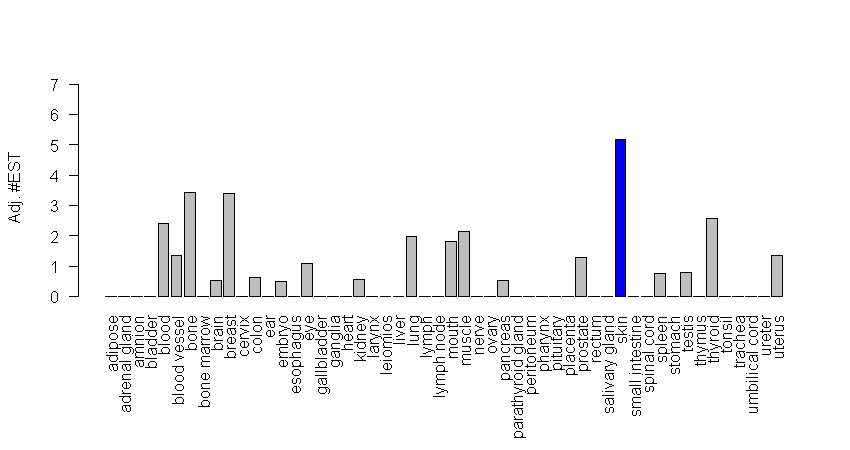 7
6
5
4
3
2
1
0
Adj. #EST
adipose
adrenal gland
amnion
bladder
blood
blood vessel
bone
bone marrow
brain
breast
cervix
colon
ear
embryo
esophagus
eye
gallbladder
ganglia
heart
kidney
larynx
leiomios
liver
lung
lymph
lymph node
mouth
muscle
nerve
ovary
pancreas
parathyroid gland
peritoneum
pharynx
pituitary
placenta
prostate
rectum
salivary gland
skin
small intestine
spinal cord
spleen
stomach
testis
thymus
thyroid
tonsil
trachea
umbilical cord
ureter
uterus